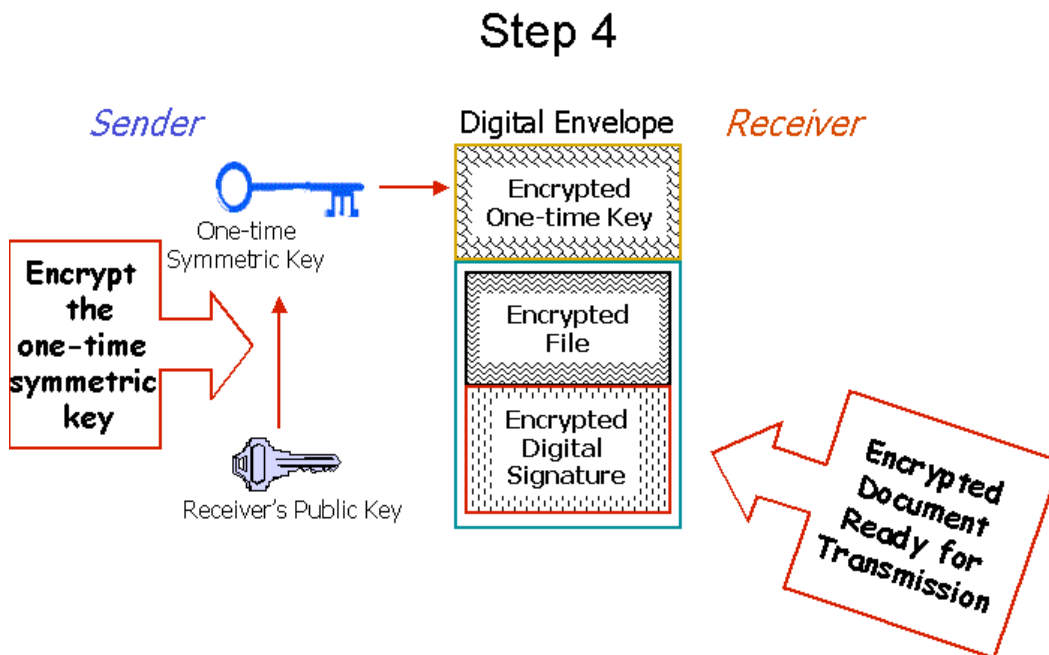 Step 4
Sender
Digital Envelope
Receiver
Encrypted
One-time Key
One-time
Symmetric Key
Encrypt
the
one-time
symmetric
key
Encrypted
File
Encrypted
Digital
Signature
Receiver's Public Key
Encrypted
Document
Ready for
Transmission